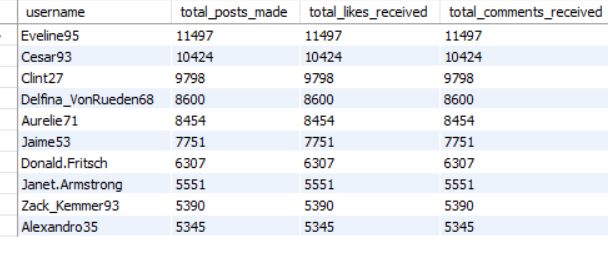 username total_posts_made total_likes_received total_comments_received
Eveline95 11497 11497 11497
Cesar93 10424 10424 10424
Clint27 9798 9798 9798
Delfina_VonRueden68 8600 8600 8600
Aurelie71 8454 8454 8454
Jaime53 7751 7751 7751
Donald.Fritsch 6307 6307 6307
Janet.Armstrong 5551 5551 5551
Zack_Kemmer93 5390 5390 5390
Alexandro35 5345 5345 5345